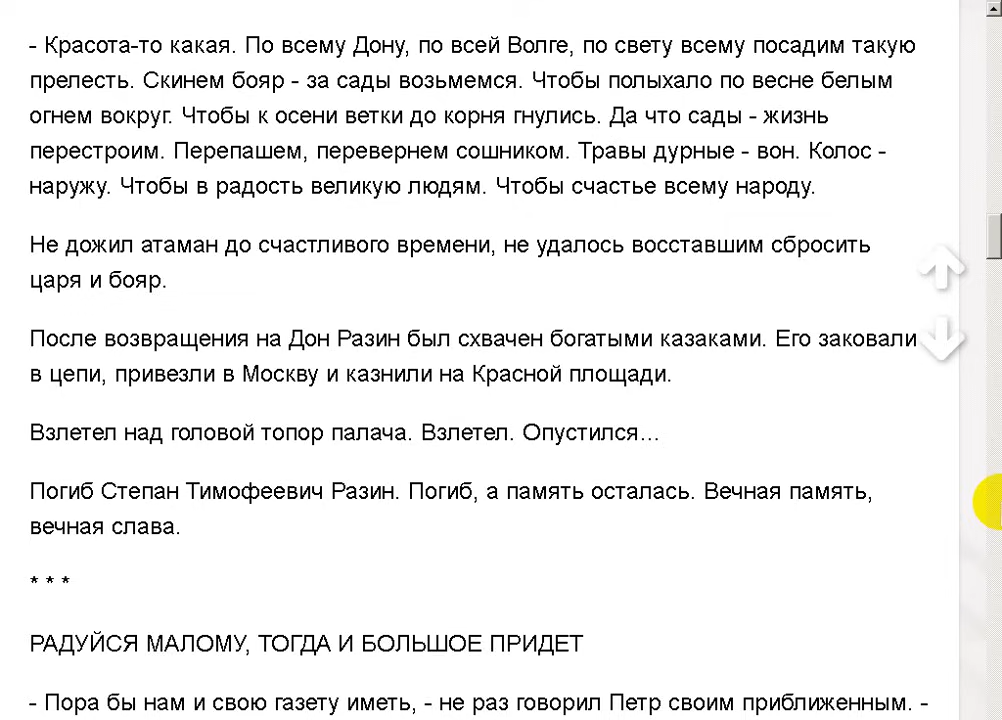 - Красота-то какая. По всему Дону, по всей Волге, по свету всему посадим такую
прелесть. Скинем бояр - за сады возьмемся. Чтобы полыхало по весне белым
огнем вокруг. Чтобы к осени ветки до корня гнулись. Да что сады - жизнь
перестроим. Перепашем, перевернем сошником. Травы дурные - вон. Колос -
наружу. Чтобы в радость великую людям. Чтобы счастье всему народу.
Не дожил атаман до счастливого времени, не удалось восставшим сбросить
царя и бояр.
После возвращения на Дон Разин был схвачен богатыми казаками. Его заковали
в цепи, привезли в Москву и казнили на Красной площади.
Взлетел над головой топор палача. Взлетел. Опустился...
Погиб Степан Тимофеевич Разин. Погиб, а память осталась. Вечная память,
вечная слава.
* * *
РАДУЙСЯ МАЛОМУ, ТОГДА И БОЛЬШОЕ ПРИДЕТ
- Пора бы нам и свою газету иметь, - не раз говорил Петр своим приближенным. -